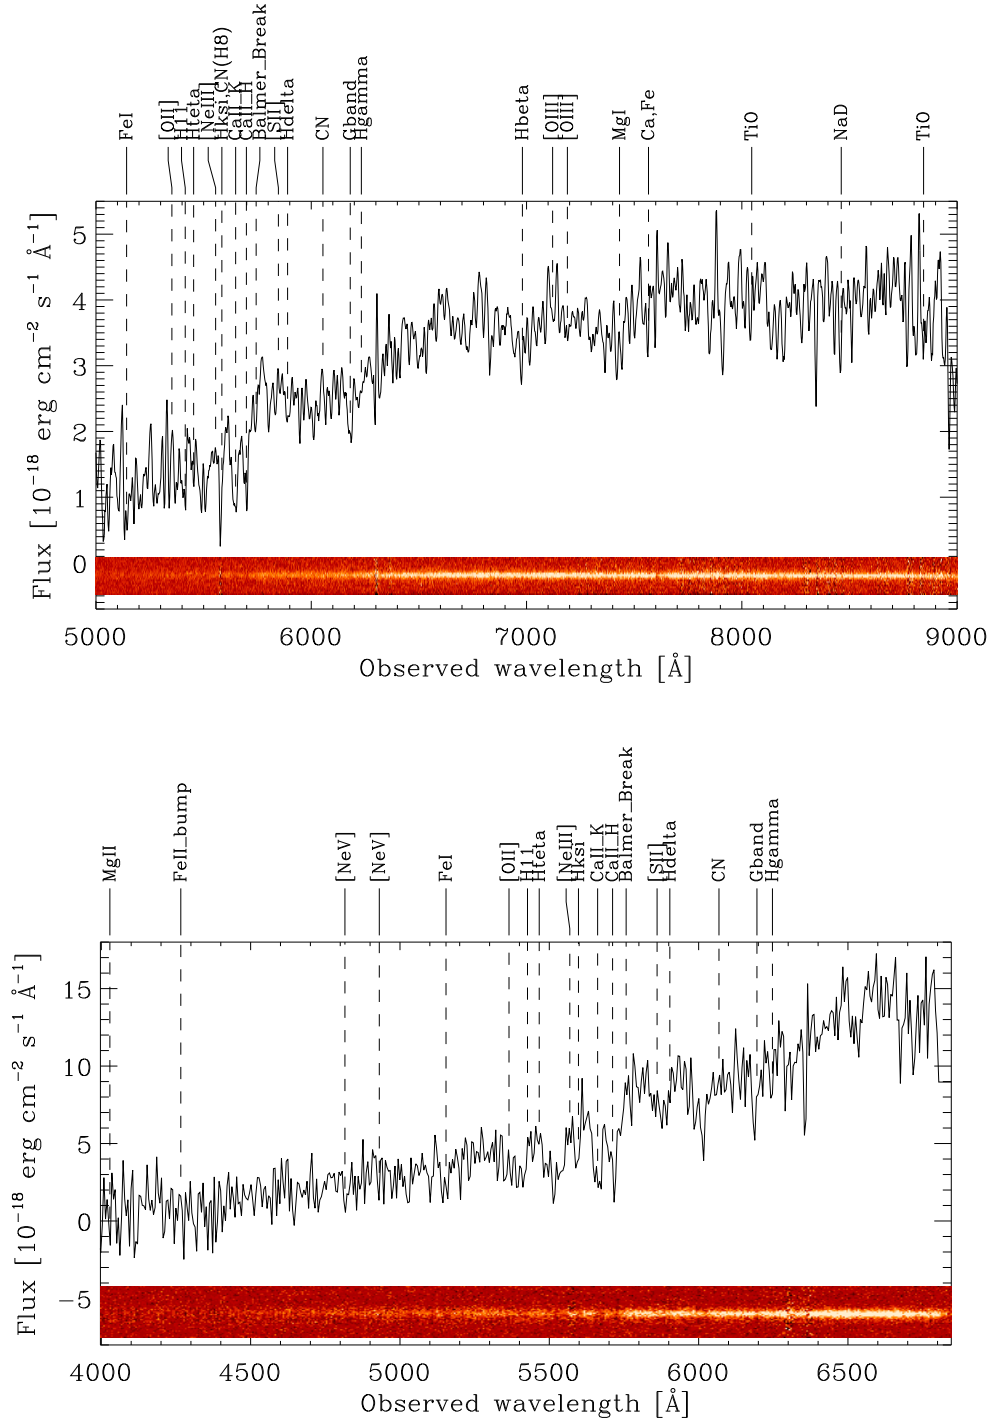 FeI [OII] H11 Hteta [NeIII] Hksi,CN(H8) CaII_K CaII_H Balmer_Break [SII] Hdelta CN Gband Hgamma Hbeta [OIII] [OIII] MgI Ca,Fe TiO NaD TiO
5
4
3
2
1
0
Flux [10⁻¹⁸ erg cm⁻² s⁻¹ Å⁻¹]
5000 6000 7000 8000 9000
Observed wavelength [Å]
MgII FeII_bump [NeV] [NeV] FeI [OII] H11 Hteta [NeIII] Hksi CaII_K CaII_H Balmer_Break [SII] Hdelta CN Gband Hgamma
15
10
5
0
−5
Flux [10⁻¹⁸ erg cm⁻² s⁻¹ Å⁻¹]
4000 4500 5000 5500 6000 6500
Observed wavelength [Å]